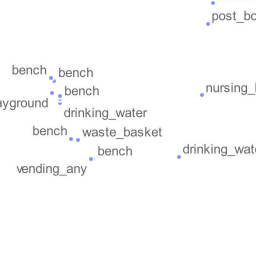 post_bo
bench
bench
nursing_
bench
ayground
drinking_water
bench
waste_basket
drinking_wat
bench
vending_any